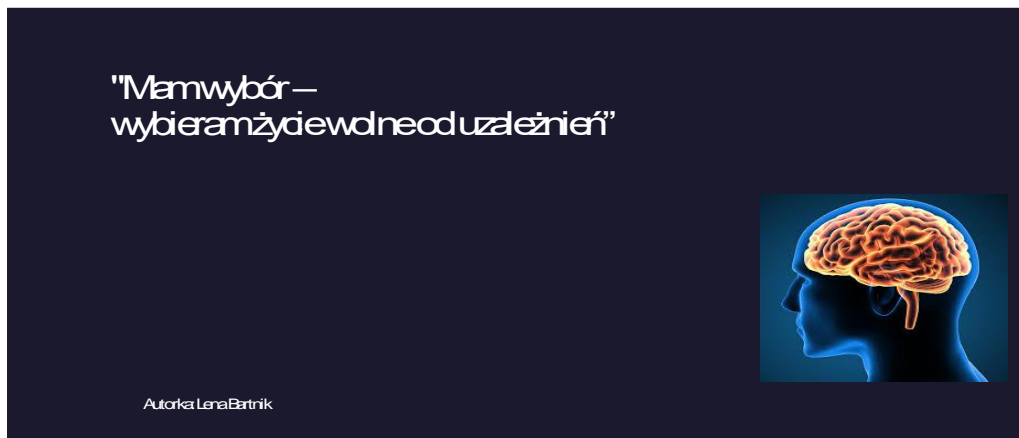 "Mam wybór –
wybieram życie wolne od uzależnień”
Autorka: Lena Bartnik